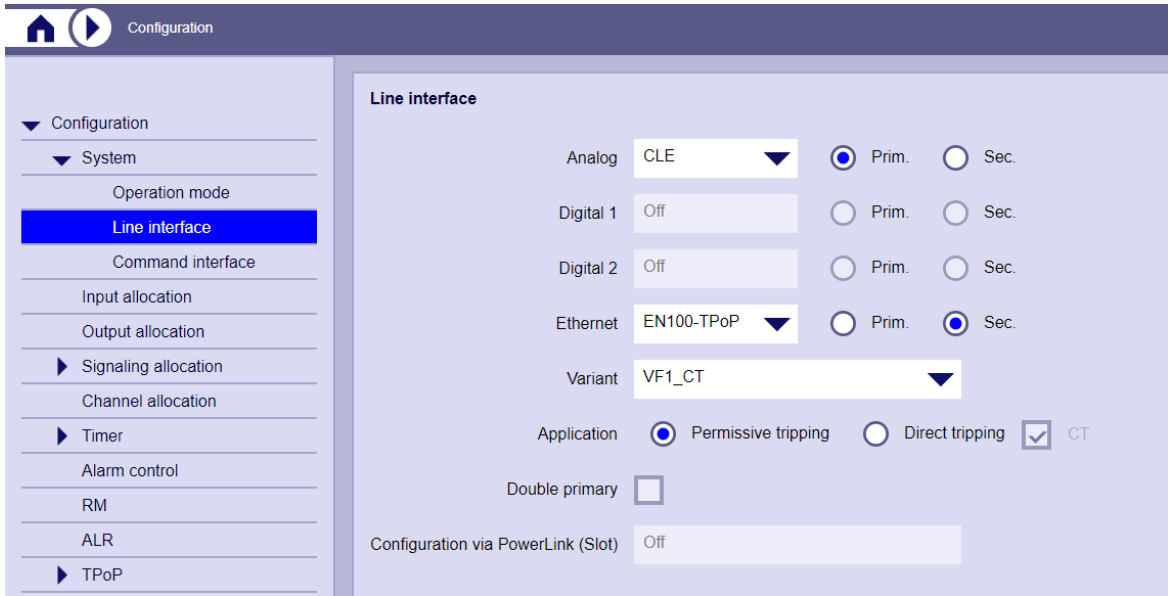 Configuration
Configuration
System
Operation mode
Line interface
Command interface
Input allocation
Output allocation
Signaling allocation
Channel allocation
Timer
Alarm control
RM
ALR
TPoP
Line interface
Analog CLE Prim. Sec.
Digital 1 Off Prim. Sec.
Digital 2 Off Prim. Sec.
Ethernet EN100-TPoP Prim. Sec.
Variant VF1_CT
Application Permissive tripping Direct tripping CT
Double primary
Configuration via PowerLink (Slot) Off